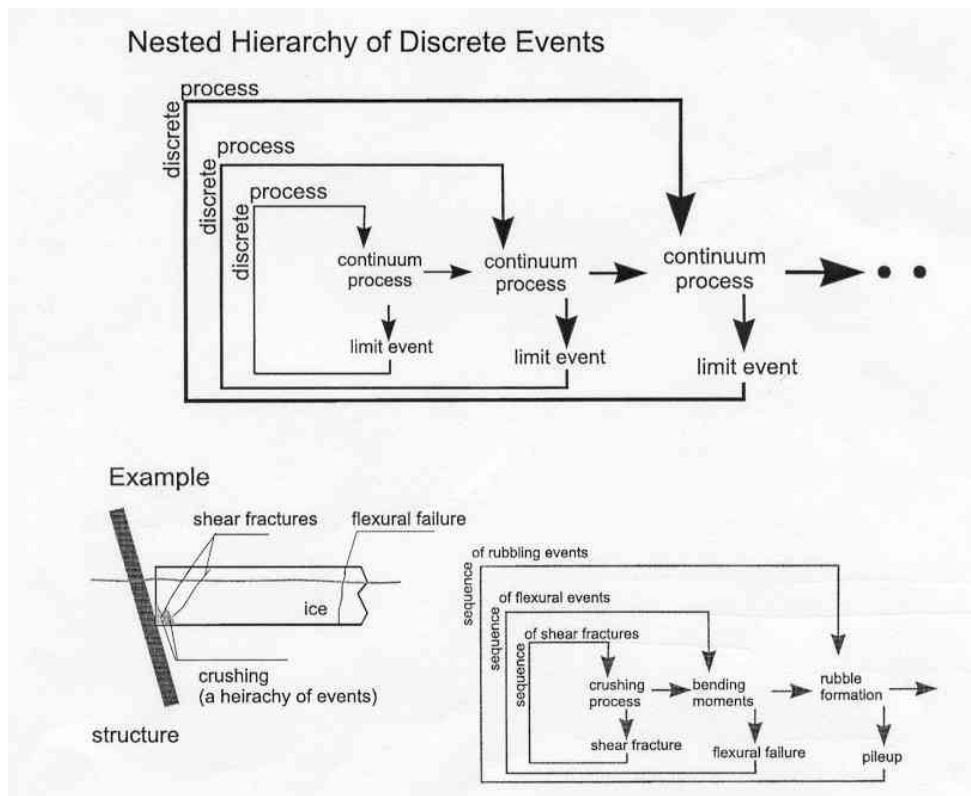 Nested Hierarchy of Discrete Events
process
discrete
process
discrete
process
discrete
continuum
process
continuum
process
continuum
process
limit event
limit event
limit event
Example
shear fractures
flexural failure
ice
crushing
(a heirachy of events)
structure
of rubbling events
sequence
of flexural events
sequence
of shear fractures
sequence
crushing
process
bending
moments
rubble
formation
shear fracture
flexural failure
pileup